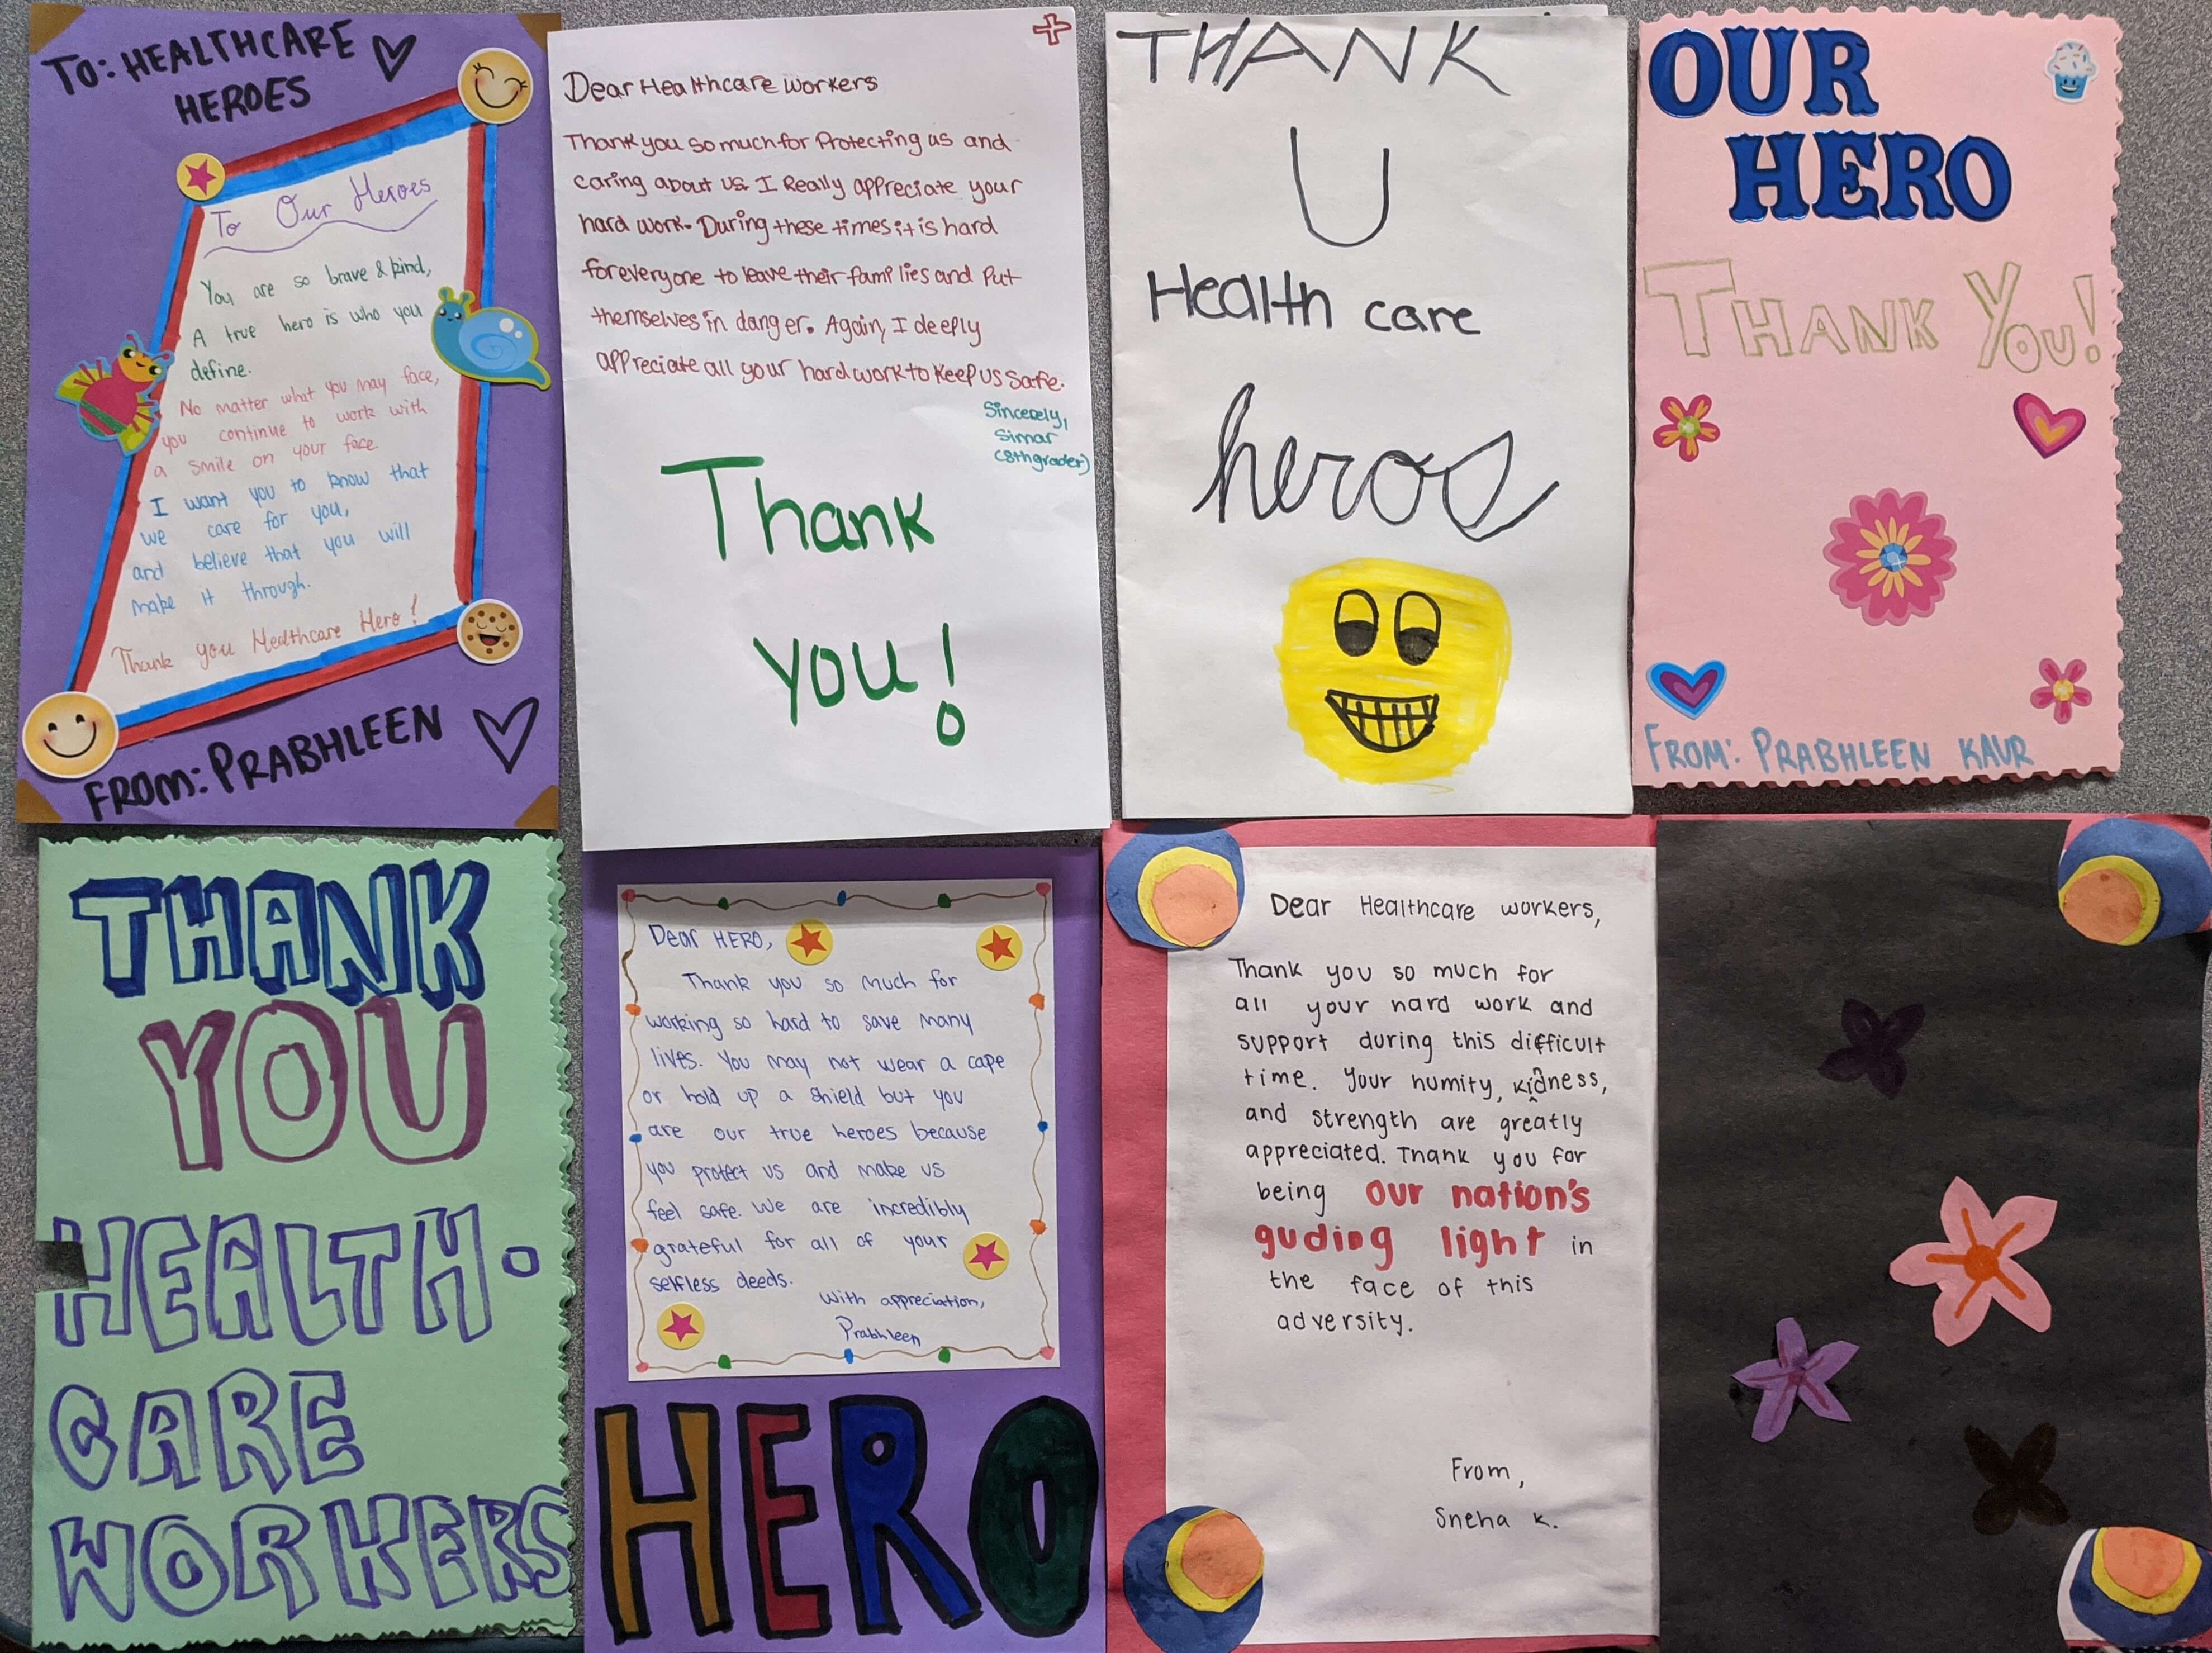 TO: HEALTHCARE
HEROES
To Our Heroes
You are so brave & kind,
A true hero is who you
define.
No matter what you may face,
you continue to work with
a smile on your face.
I want you to know that
we care for you,
and believe that you will
make it through.
Thank you Healthcare Hero!
FROM: PRABHLEEN
Dear Healthcare workers
Thank you so much for Protecting us and
caring about us. I Really appreciate your
hard work. During these times it is hard
for everyone to leave their families and Put
themselves in danger. Again, I deeply
appreciate all your hard work to keep us safe.
Sincerely,
Simar
(8th grader)
Thank
you!
THANK
U
Health care
heros
OUR
HERO
THANK YOU!
FROM: PRABHLEEN KAUR
THANK
YOU
HEALTH-
CARE
WORKERS
Dear HERO,
Thank you so much for
working so hard to save many
lives. You may not wear a cape
or hold up a shield but you
are our true heroes because
you protect us and make us
feel safe. We are incredibly
grateful for all of your
selfless deeds.
With appreciation,
Prabhleen
HERO
Dear Healthcare workers,
Thank you so much for
all your hard work and
support during this difficult
time. Your humity, kidness,
and strength are greatly
appreciated. Thank you for
being our nation's
guding light in
the face of this
adversity.
From,
Sneha K.